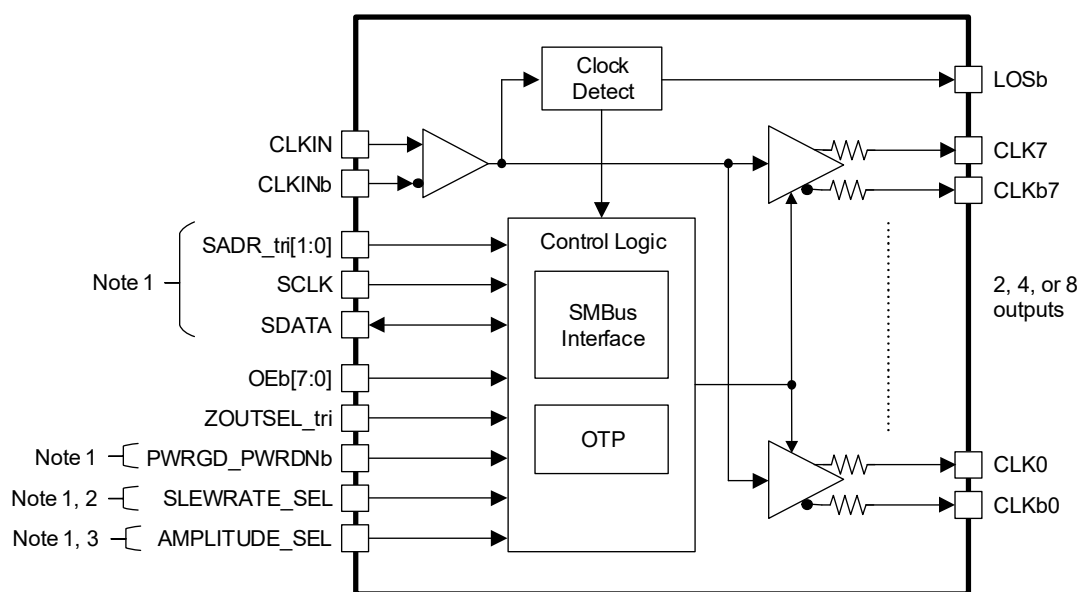 Clock
Detect
LOSb
CLKIN
CLKINb
CLK7
CLKb7
Note 1
SADR_tri[1:0]
SCLK
SDATA
Control Logic
SMBus
Interface
2, 4, or 8
outputs
OEb[7:0]
ZOUTSEL_tri
OTP
Note 1
PWRGD_PWRDNb
Note 1, 2
SLEWRATE_SEL
Note 1, 3
AMPLITUDE_SEL
CLK0
CLKb0